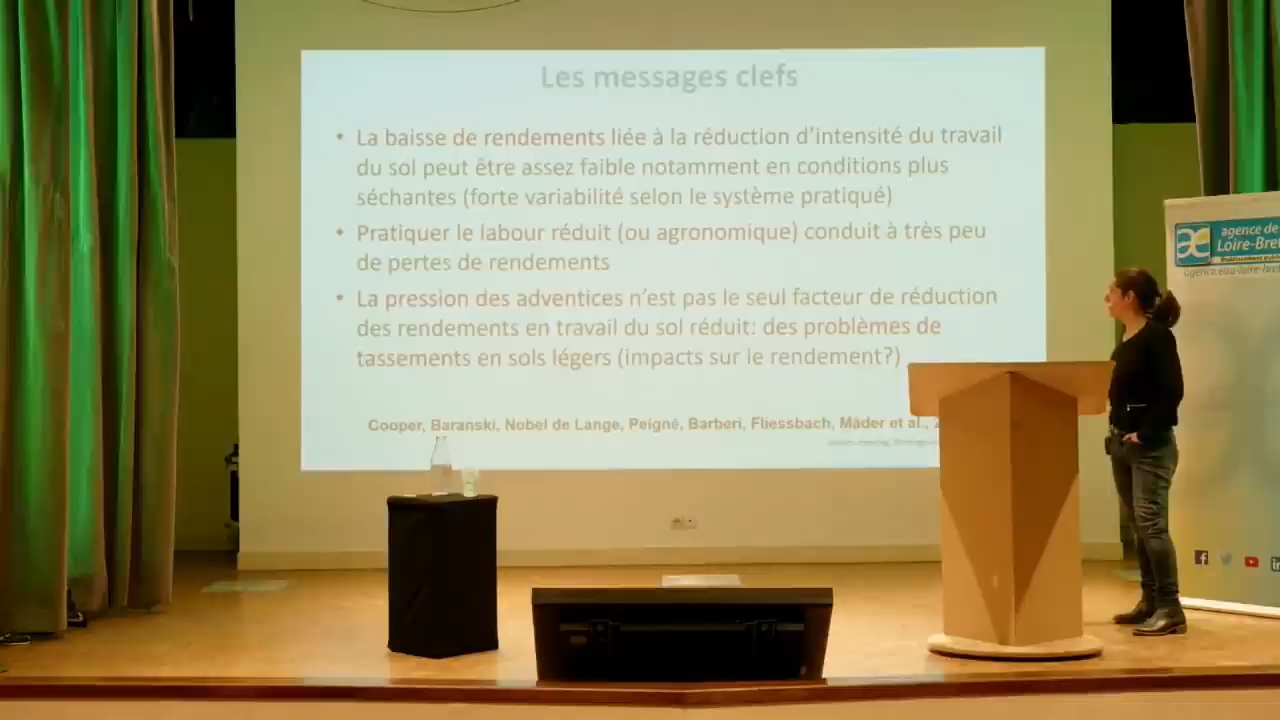 Les messages clefs
• La baisse de rendements liée à la réduction d'intensité du travail
du sol peut être assez faible notamment en conditions plus
séchantes (forte variabilité selon le système pratiqué)
• Pratiquer le labour réduit (ou agronomique) conduit à très peu
de pertes de rendements
• La pression des adventices n'est pas le seul facteur de réduction
des rendements en travail du sol réduit: des problèmes de
tassements en sols légers (impacts sur le rendement?)
Cooper, Baranski, Nobel de Lange, Peigné, Barberi, Fliessbach, Mäder et al.,
agence de
Loire-Bre